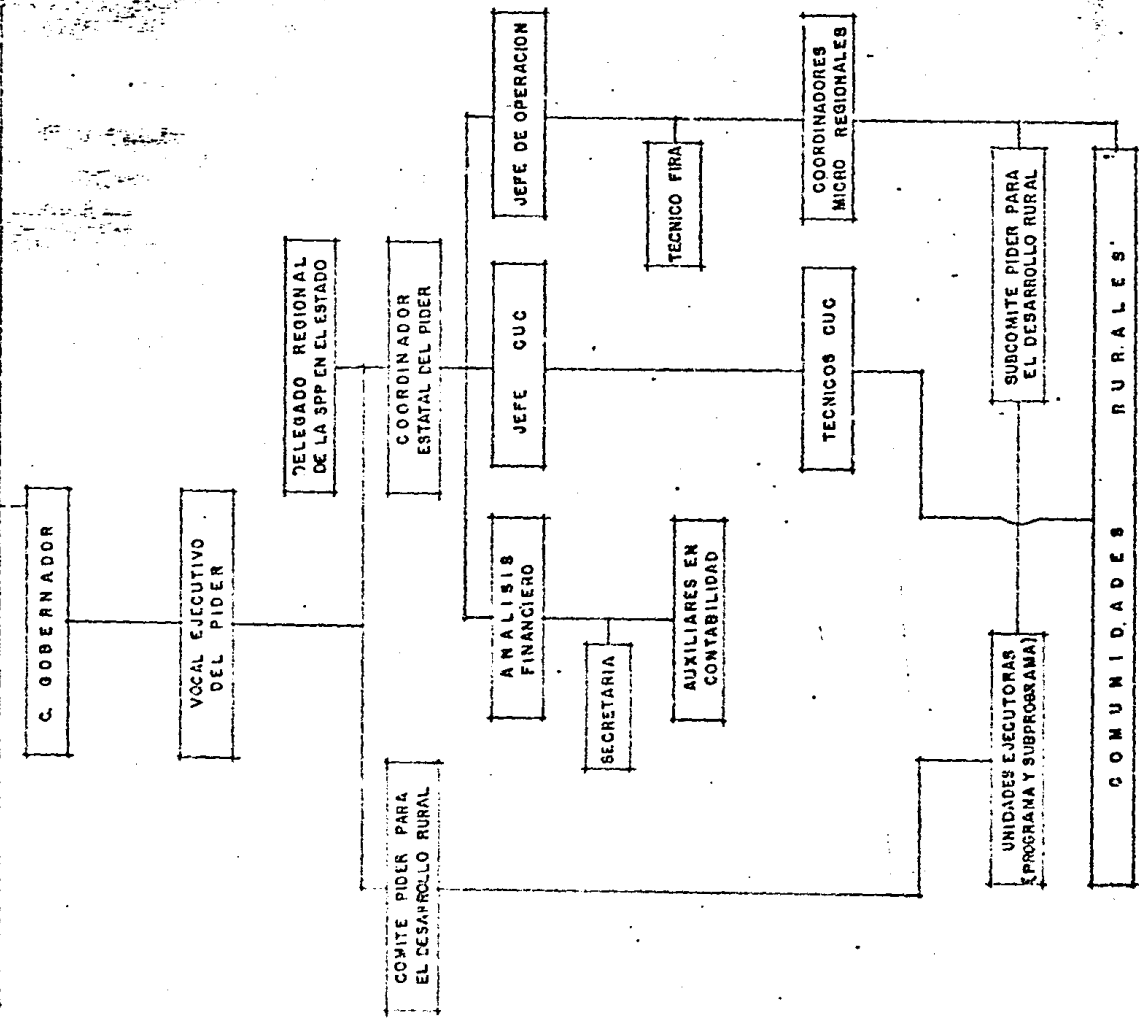 C. GOBERNADOR
VOCAL EJECUTIVO
DEL PIDER
DELEGADO REGIONAL
DE LA SPP EN EL ESTADO
COMITE PIDER PARA
EL DESARROLLO RURAL
COORDINADOR
ESTATAL DEL PIDER
ANALISIS
FINANCIERO
JEFE CUC
JEFE DE OPERACION
SECRETARIA
TECNICO FIRA
AUXILIARES EN
CONTABILIDAD
TECNICOS CUC
COORDINADORES
MICRO REGIONALES
UNIDADES EJECUTORAS
(PROGRAMA Y SUBPROGRAMA)
SUBCOMITE PIDER PARA
EL DESARROLLO RURAL
COMUNIDADES RURALES